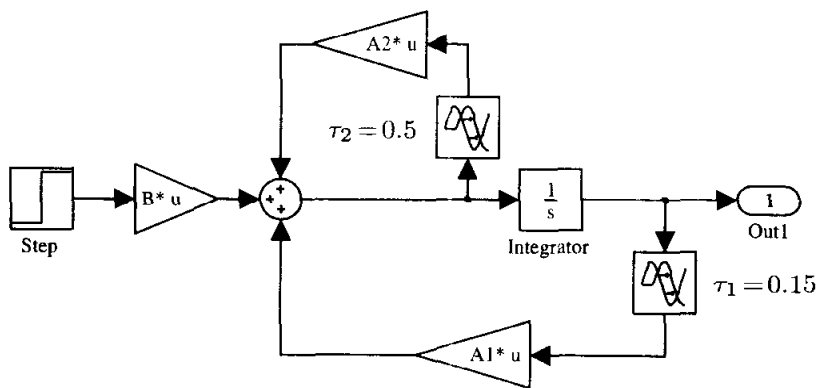 A2* u
τ₂ = 0.5
B* u
+
+
+
1
s
1
Step
Integrator
Out1
τ₁ = 0.15
A1* u